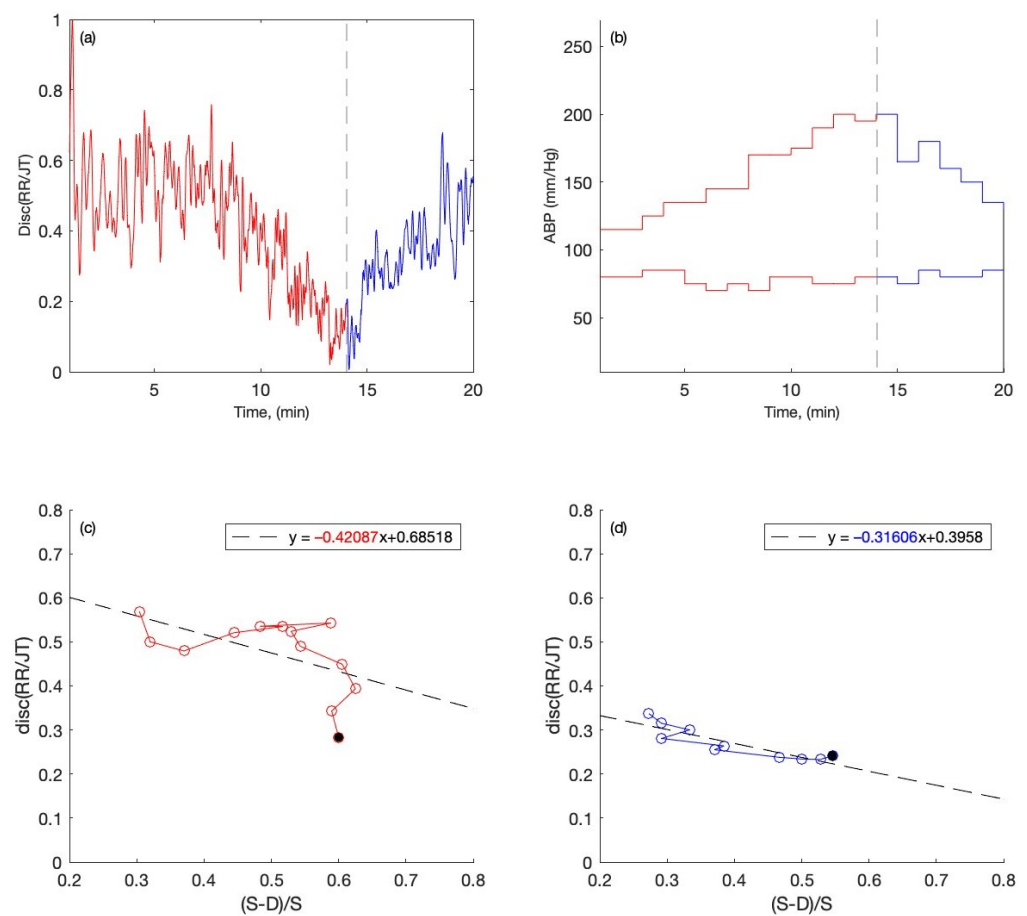 (a)
1
0.8
0.6
0.4
0.2
0
Disc(RR/JT)
5 10 15 20
Time, (min)
(b)
250
200
150
100
50
ABP (mm/Hg)
5 10 15 20
Time, (min)
(c)
y = −0.42087x+0.68518
0.8
0.7
0.6
0.5
0.4
0.3
0.2
0.1
0
disc(RR/JT)
0.2 0.3 0.4 0.5 0.6 0.7 0.8
(S-D)/S
(d)
y = −0.31606x+0.3958
0.8
0.7
0.6
0.5
0.4
0.3
0.2
0.1
0
disc(RR/JT)
0.2 0.3 0.4 0.5 0.6 0.7 0.8
(S-D)/S